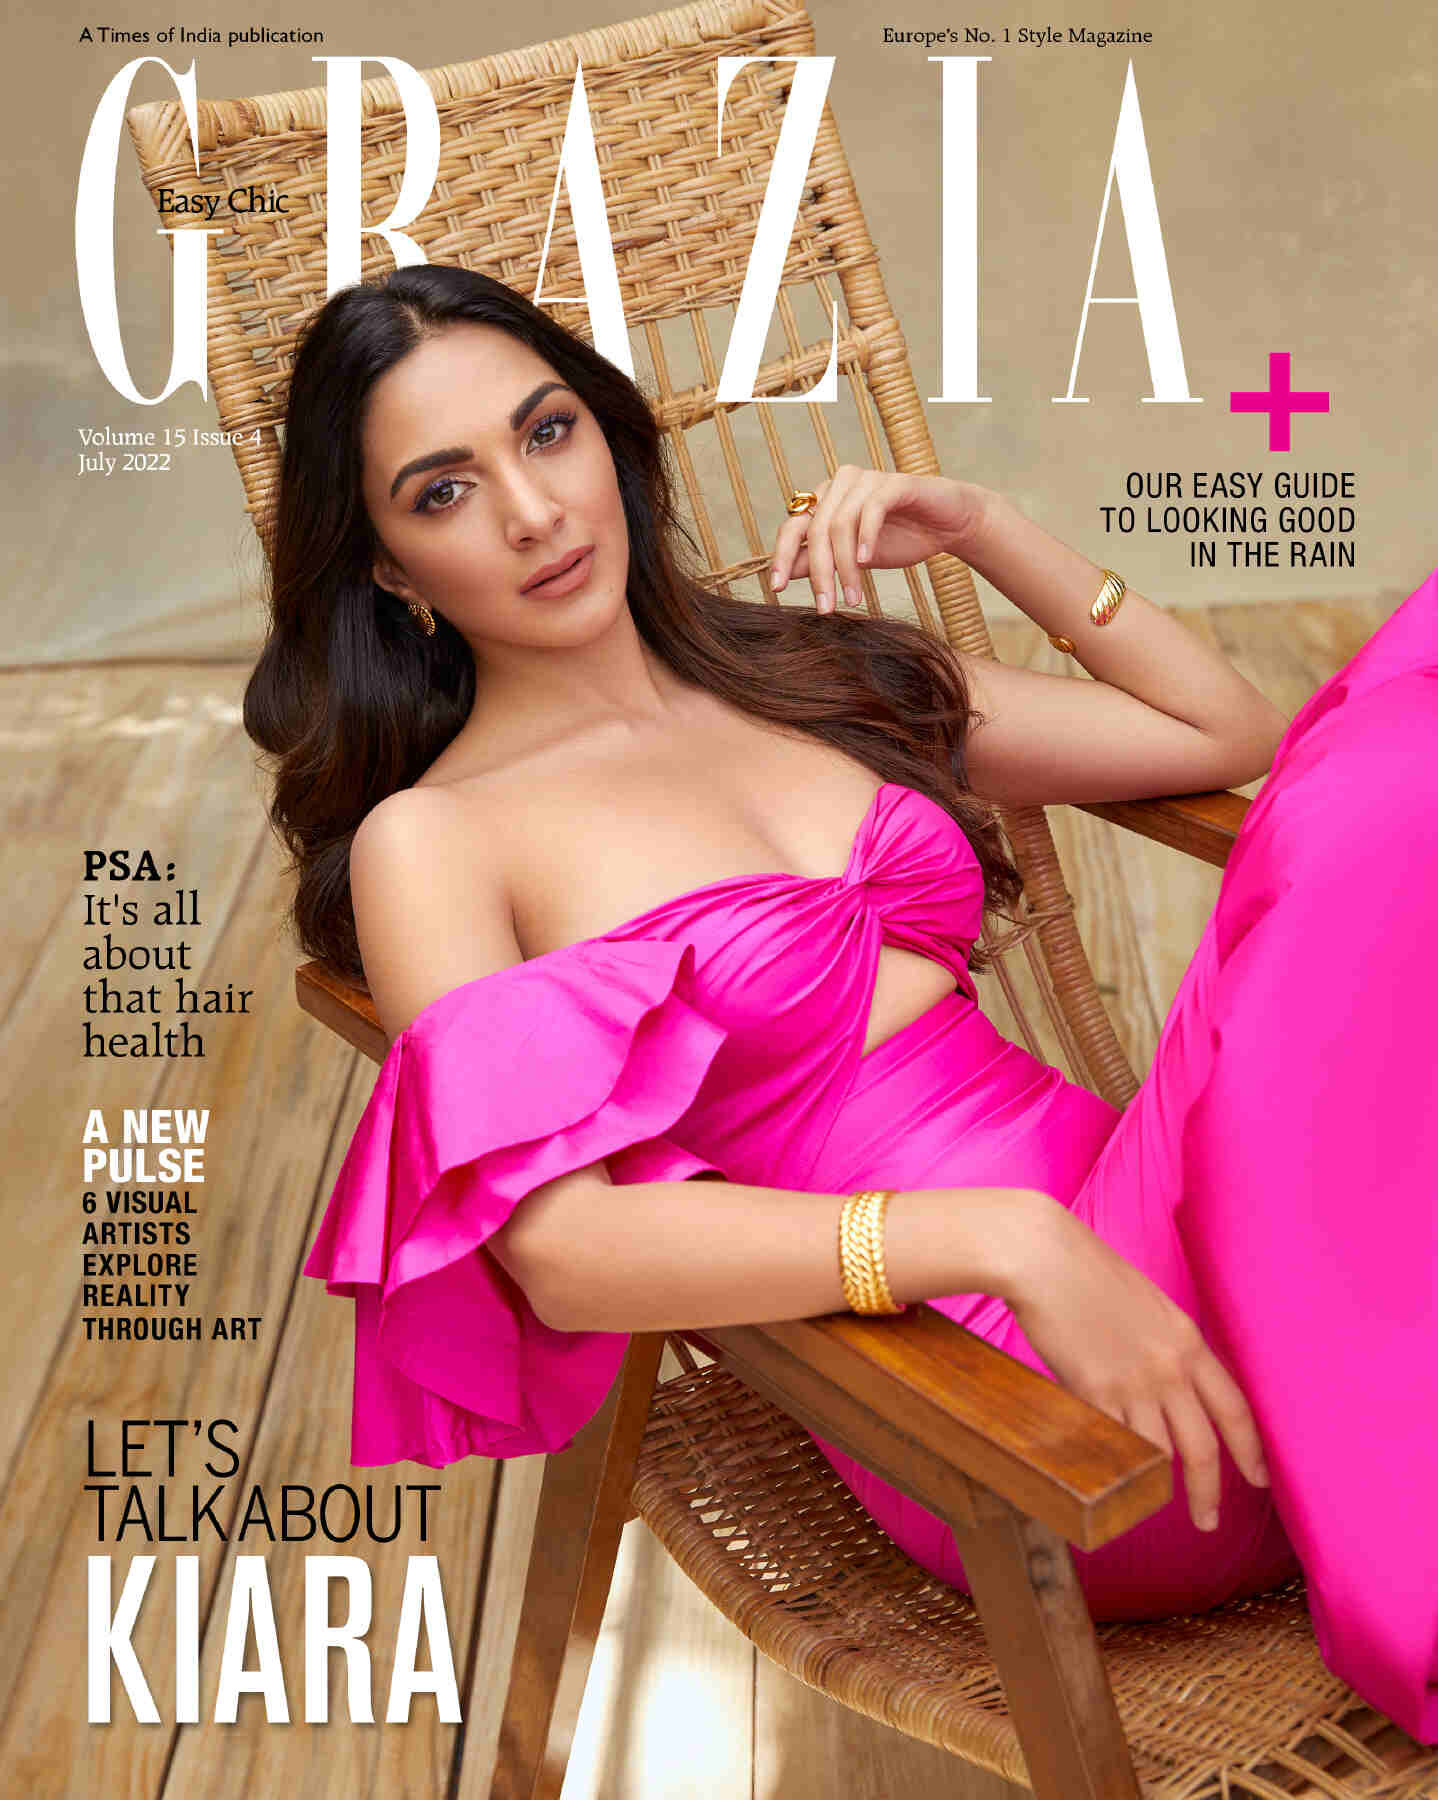 A Times of India publication
Europe's No. 1 Style Magazine
GRAZIA
Easy Chic
Volume 15 Issue 4
July 2022
+
OUR EASY GUIDE
TO LOOKING GOOD
IN THE RAIN
PSA:
It's all
about
that hair
health
A NEW
PULSE
6 VISUAL
ARTISTS
EXPLORE
REALITY
THROUGH ART
LET'S
TALK ABOUT
KIARA